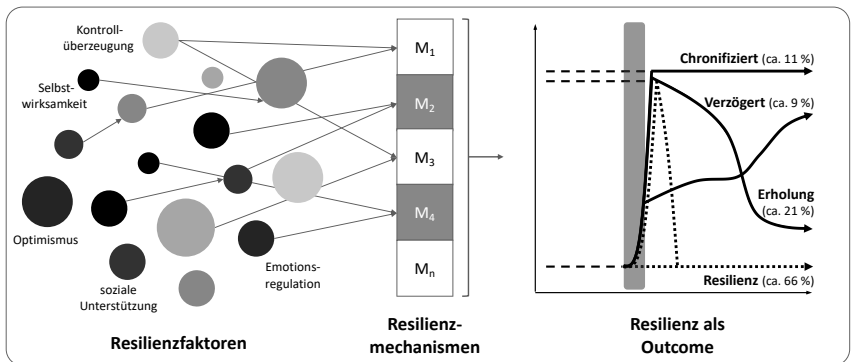 Kontroll-
überzeugung
Selbst-
wirksamkeit
Optimismus
soziale
Unterstützung
Emotions-
regulation
Resilienzfaktoren
M1
M2
M3
M4
Mn
Resilienz-
mechanismen
Chronifiziert (ca. 11 %)
Verzögert (ca. 9 %)
Erholung
(ca. 21 %)
Resilienz (ca. 66 %)
Resilienz als
Outcome